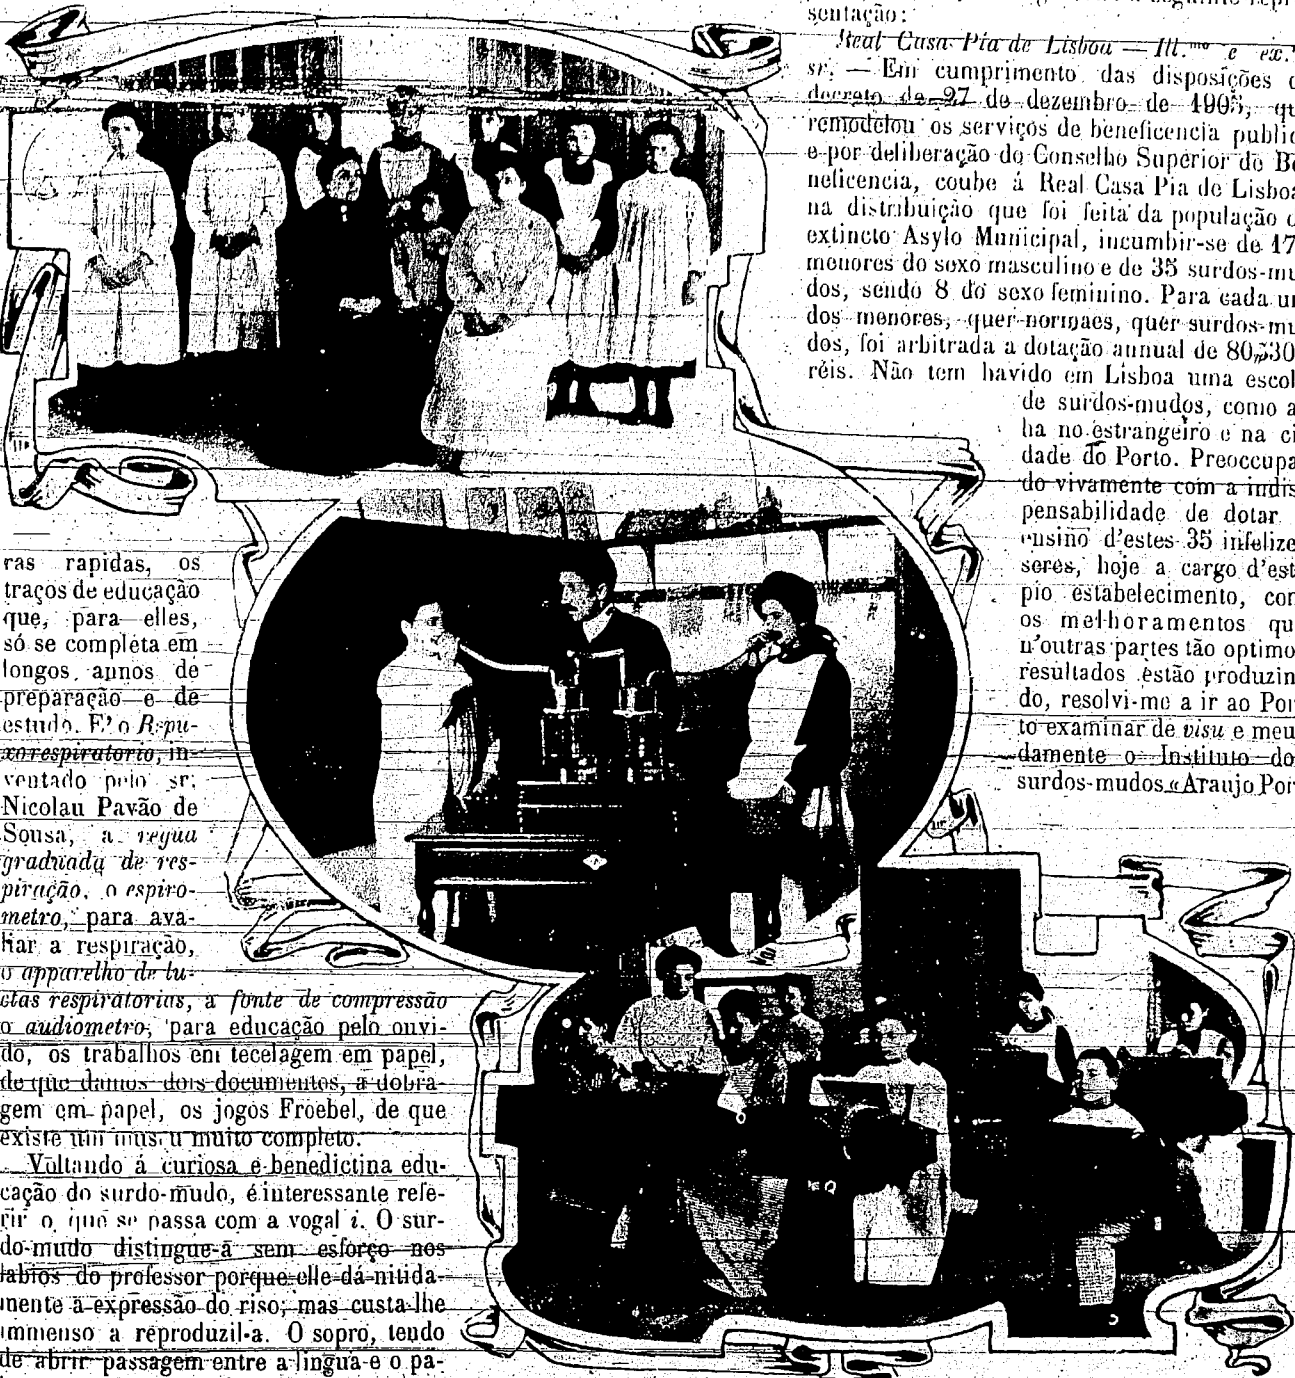 ras rapidas, os
traços de educação
que, para elles,
só se completa em
longos annos de
preparação e de
estudo. E' o Repu-
xo respiratorio, in-
ventado pelo sr.
Nicolau Pavão de
Sousa, a regua
graduada de res-
piração, o espiro-
metro, para ava-
liar a respiração,
o apparelho de lu-
ctas respiratorias, a fonte de compressão
o audiometro, para educação pelo ouvi-
do, os trabalhos em tecelagem em papel,
de que damos dois documentos, a dobra-
gem em papel, os jogos Froebel, de que
existe um museu muito completo.
Voltando á curiosa e benedictina edu-
cação do surdo-mudo, é interessante refe-
rir o que se passa com a vogal i. O sur-
do-mudo distingue-a sem esforço nos
labios do professor porque elle dá nitida-
mente a expressão do riso; mas custa-lhe
immenso a reproduzil-a. O sopro, tendo
de abrir passagem entre a lingua e o pa-
sentação:
Real Casa Pia de Lisboa — Ill.mo e ex.
sr. — Em cumprimento das disposições d
decreto de 27 de dezembro de 1905, qu
remodelou os serviços de beneficencia public
e por deliberação do Conselho Superior de Be
neficencia, coube á Real Casa Pia de Lisboa
na distribuição que foi feita da população d
extincto Asylo Municipal, incumbir-se de 17
menores do sexo masculino e de 35 surdos-mu
dos, sendo 8 do sexo feminino. Para cada um
dos menores, quer normaes, quer surdos-mu
dos, foi arbitrada a dotação annual de 80$30
réis. Não tem havido em Lisboa uma escol
de surdos-mudos, como a
ha no estrangeiro e na ci
dade do Porto. Preoccupa
do vivamente com a indis
pensabilidade de dotar
ensino d'estes 35 infelize
seres, hoje a cargo d'est
pio estabelecimento, con
os melhoramentos qu
n'outras partes tão optimo
resultados estão produzin
do, resolvi-me a ir ao Por
to examinar de visu e meu
damente o Instituto do
surdos-mudos «Araujo Por